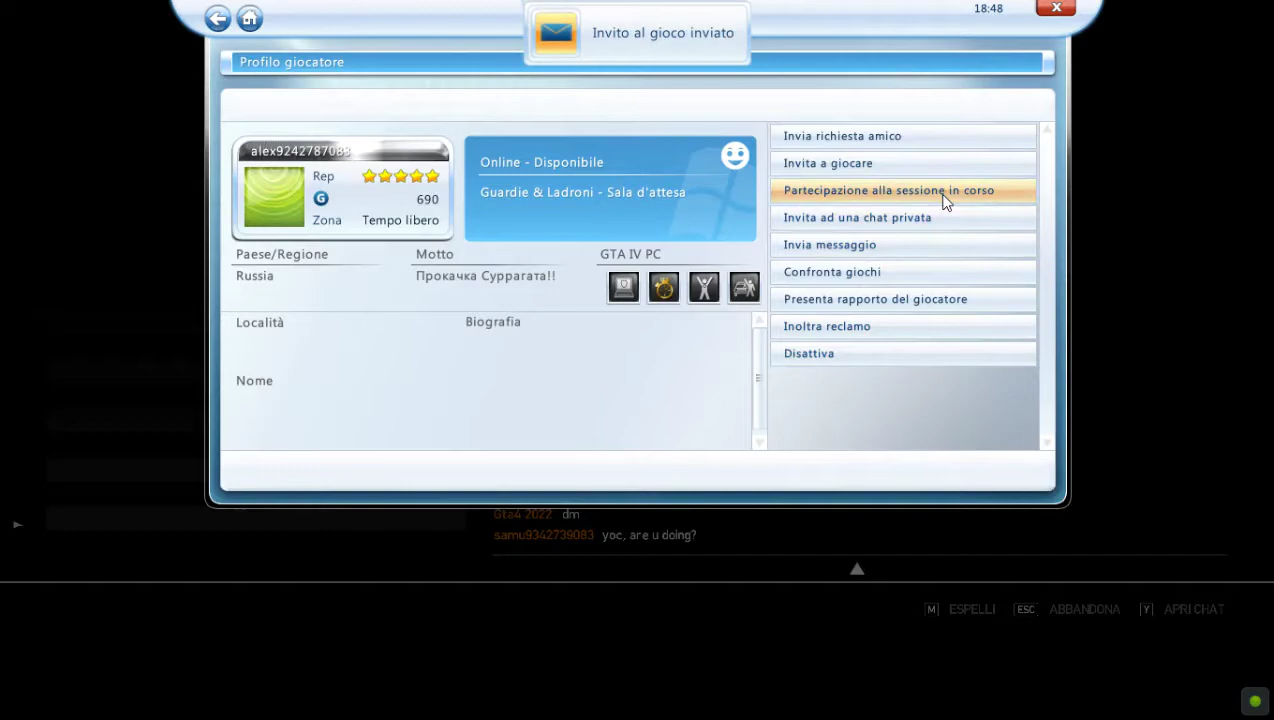 18:48
Invito al gioco inviato
Profilo giocatore
alex9242787083
Rep
G 690
Zona Tempo libero
Online - Disponibile
Guardie & Ladroni - Sala d'attesa
Paese/Regione
Russia
Motto
Прокачка Суррагата!!
GTA IV PC
Località
Biografia
Nome
Invia richiesta amico
Invita a giocare
Partecipazione alla sessione in corso
Invita ad una chat privata
Invia messaggio
Confronta giochi
Presenta rapporto del giocatore
Inoltra reclamo
Disattiva
Gta4 2022 dm
samu9342739083 yoc, are u doing?
M ESPELLI ESC ABBANDONA Y APRI CHAT